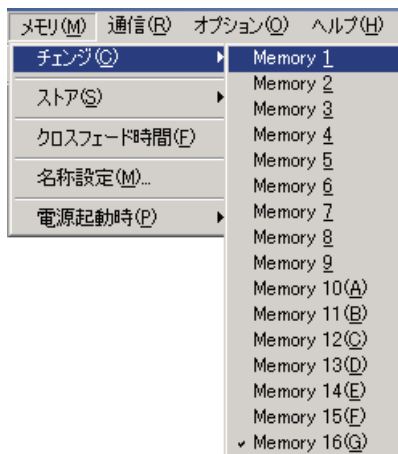 メモリ(M) 通信(R) オプション(O) ヘルプ(H)
チェンジ(C)
ストア(S)
クロスフェード時間(F)
名称設定(M)...
電源起動時(P)
Memory 1
Memory 2
Memory 3
Memory 4
Memory 5
Memory 6
Memory 7
Memory 8
Memory 9
Memory 10(A)
Memory 11(B)
Memory 12(C)
Memory 13(D)
Memory 14(E)
Memory 15(F)
Memory 16(G)